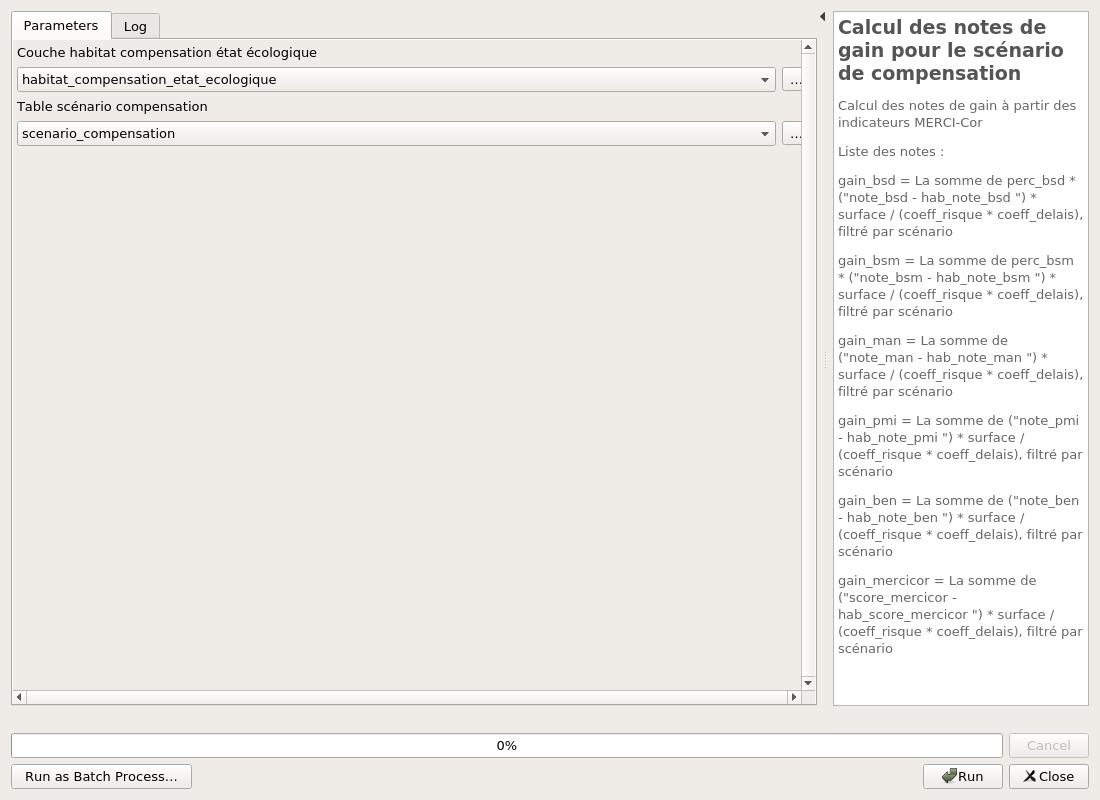 Parameters
Log
Couche habitat compensation état écologique
habitat_compensation_etat_ecologique
...
Table scénario compensation
scenario_compensation
...
Calcul des notes de
gain pour le scénario
de compensation
Calcul des notes de gain à partir des
indicateurs MERCI-Cor
Liste des notes :
gain_bsd = La somme de perc_bsd *
("note_bsd - hab_note_bsd ") *
surface / (coeff_risque * coeff_delais),
filtré par scénario
gain_bsm = La somme de perc_bsm
* ("note_bsm - hab_note_bsm ") *
surface / (coeff_risque * coeff_delais),
filtré par scénario
gain_man = La somme de
("note_man - hab_note_man ") *
surface / (coeff_risque * coeff_delais),
filtré par scénario
gain_pmi = La somme de ("note_pmi
- hab_note_pmi ") * surface /
(coeff_risque * coeff_delais), filtré par
scénario
gain_ben = La somme de ("note_ben
- hab_note_ben ") * surface /
(coeff_risque * coeff_delais), filtré par
scénario
gain_mercicor = La somme de
("score_mercicor -
hab_score_mercicor ") * surface /
(coeff_risque * coeff_delais), filtré par
scénario
0%
Cancel
Run as Batch Process...
Run
Close